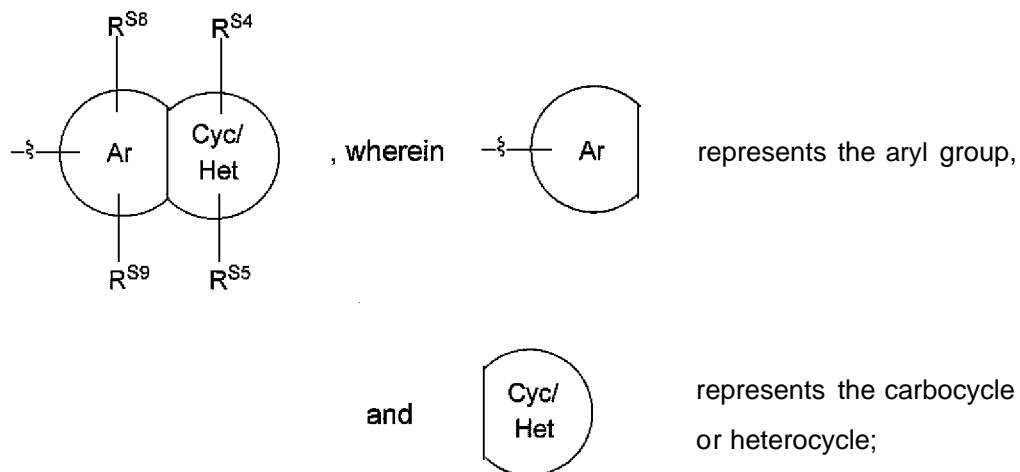 R^S8 R^S4
Ar Cyc/ , wherein Ar represents the aryl group,
Het
R^S9 R^S5
Cyc/ represents the carbocycle
and Het or heterocycle;